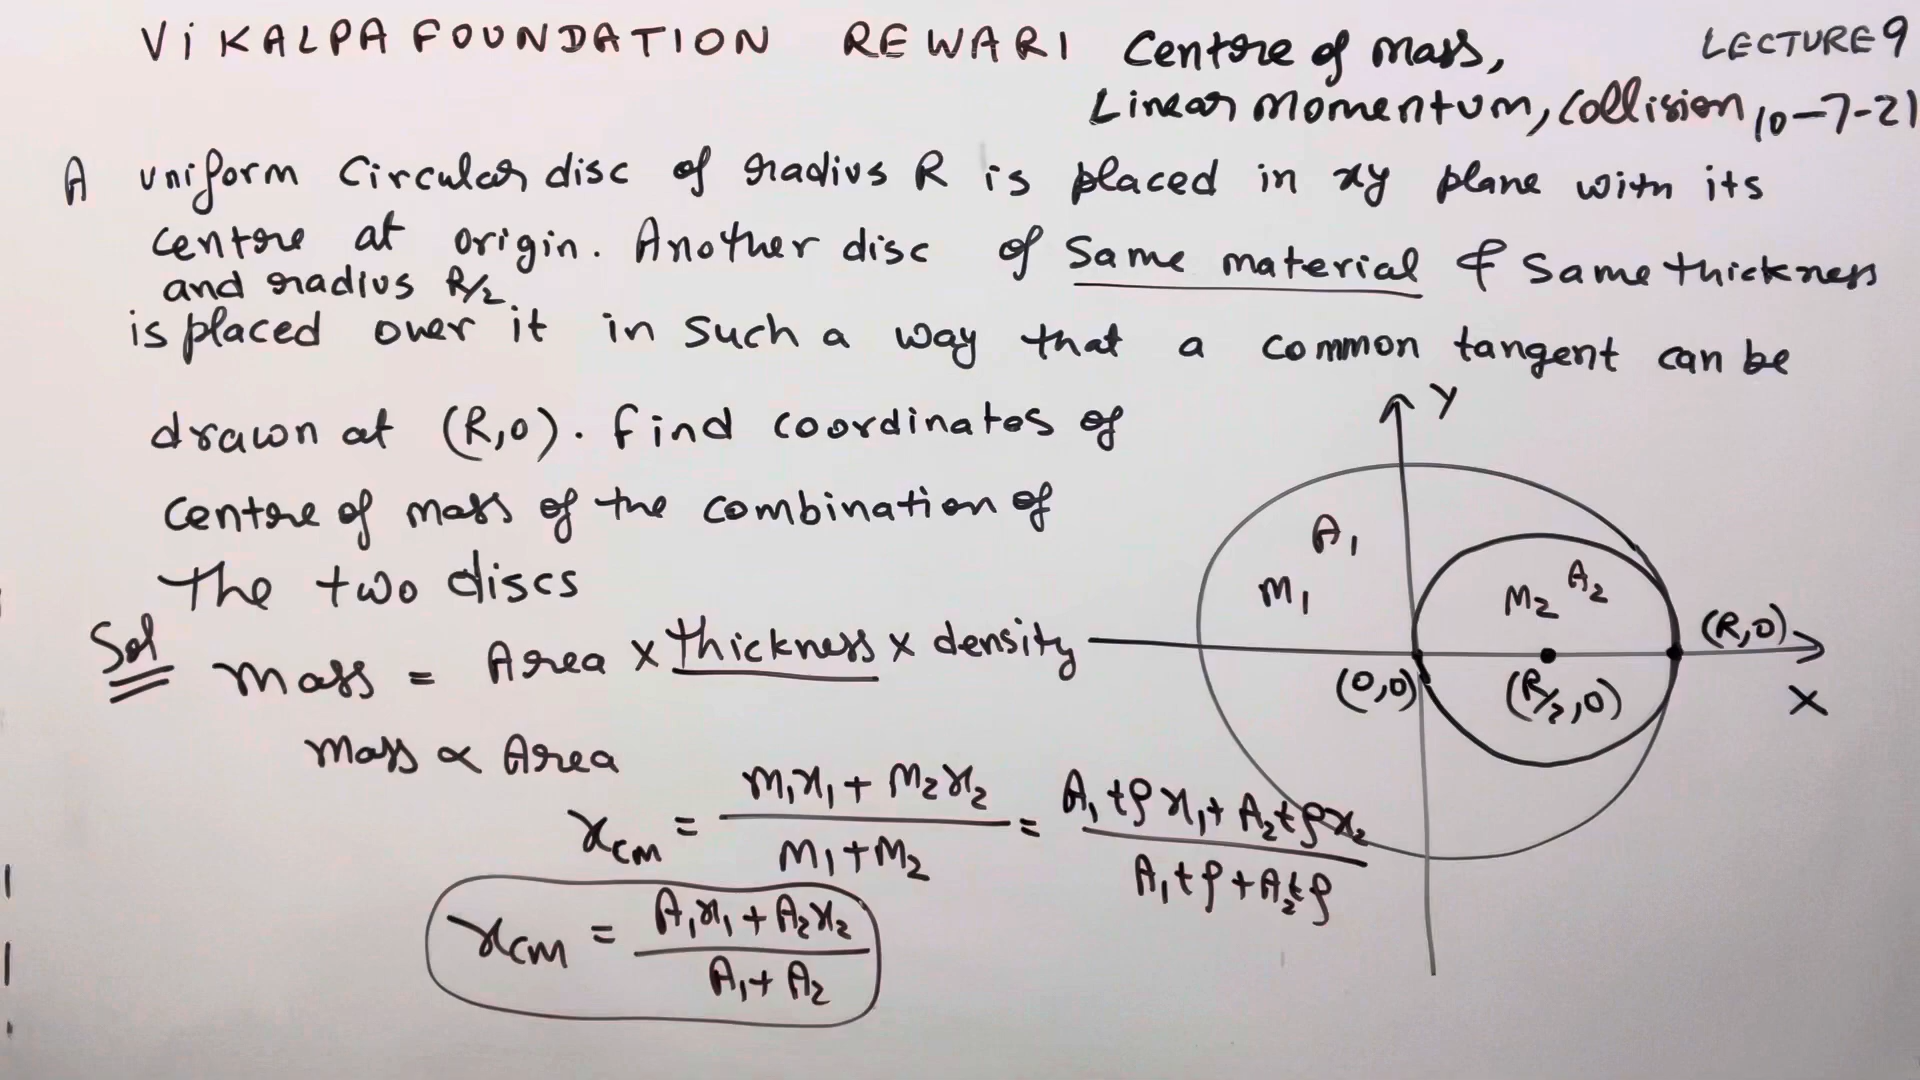 ViKALPA FOUNDATION REWARI Centre of mass, LECTURE 9
Linear Momentum, Collision 10-7-21
A uniform Circular disc of radius R is placed in xy plane with its
centre at origin. Another disc of same material & same thickness
and radius R/2
is placed over it in such a way that a common tangent can be
drawn at (R,0). Find coordinates of
centre of mass of the combination of
the two discs
Sol
Mass = Area x thickness x density
Mass ∝ Area
xcm = m₁x₁ + M₂x₂ / m₁+M₂ = A₁tρx₁ + A₂tρx₂ / A₁tρ + A₂tρ
xcm = A₁x₁ + A₂x₂ / A₁ + A₂
Y
A₁
M₁
M₂ A₂
(R,0)
(0,0) (R/2,0)
X